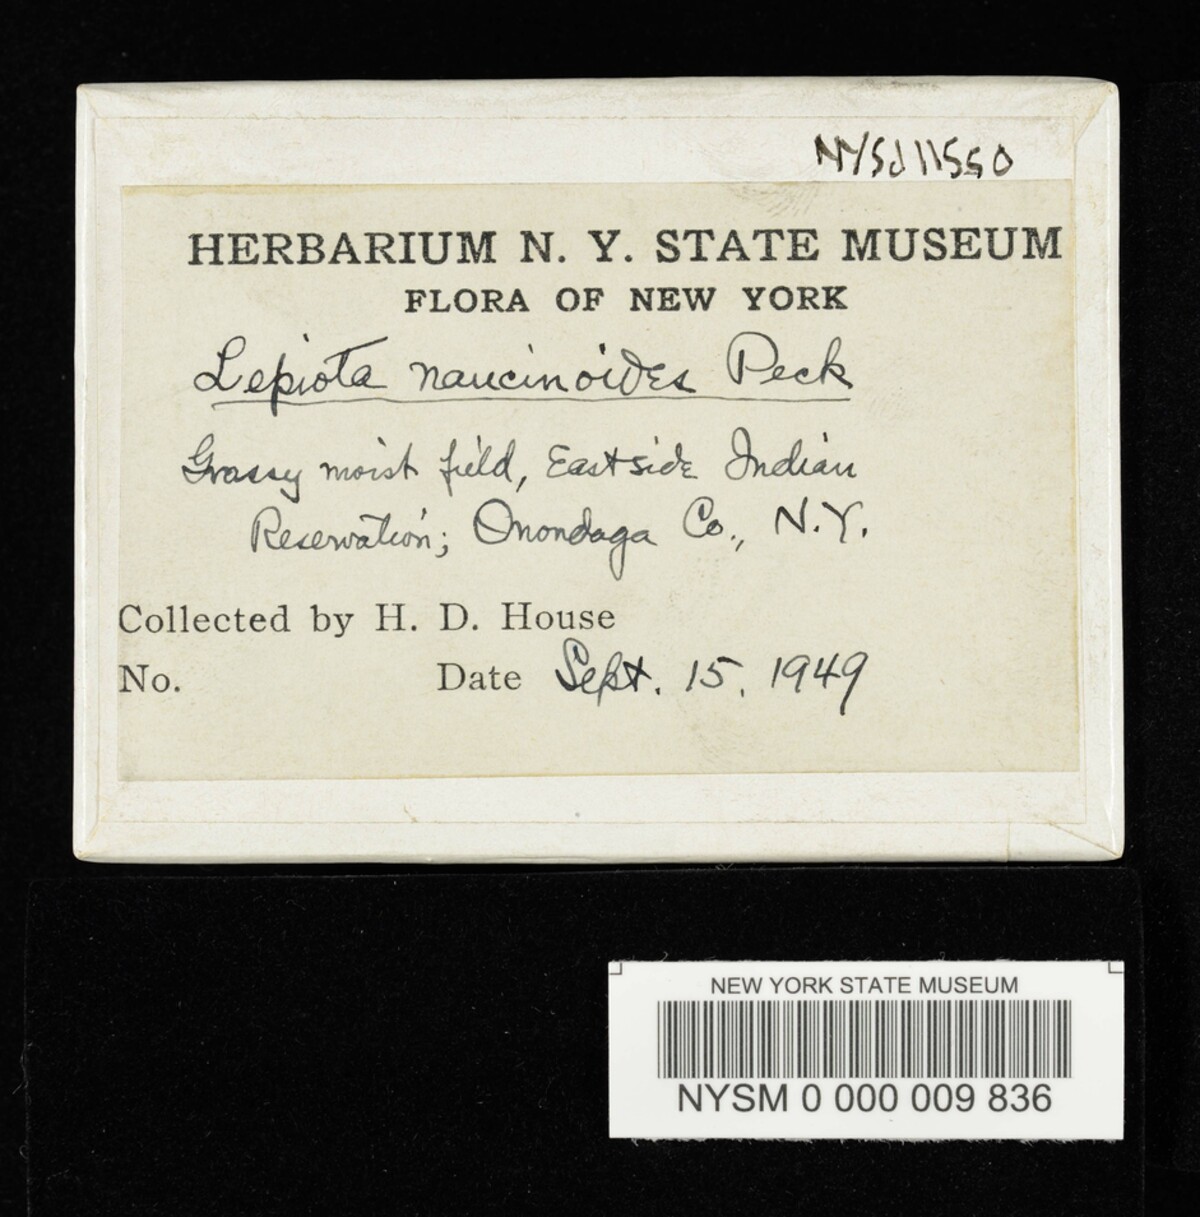 NYSd11550
HERBARIUM N. Y. STATE MUSEUM
FLORA OF NEW YORK
Lepiota naucinoides Peck
Grassy moist field, East side Indian
Reservation; Onondaga Co., N.Y.
Collected by H. D. House
No. Date Sept. 15, 1949
NEW YORK STATE MUSEUM
NYSM 0 000 009 836